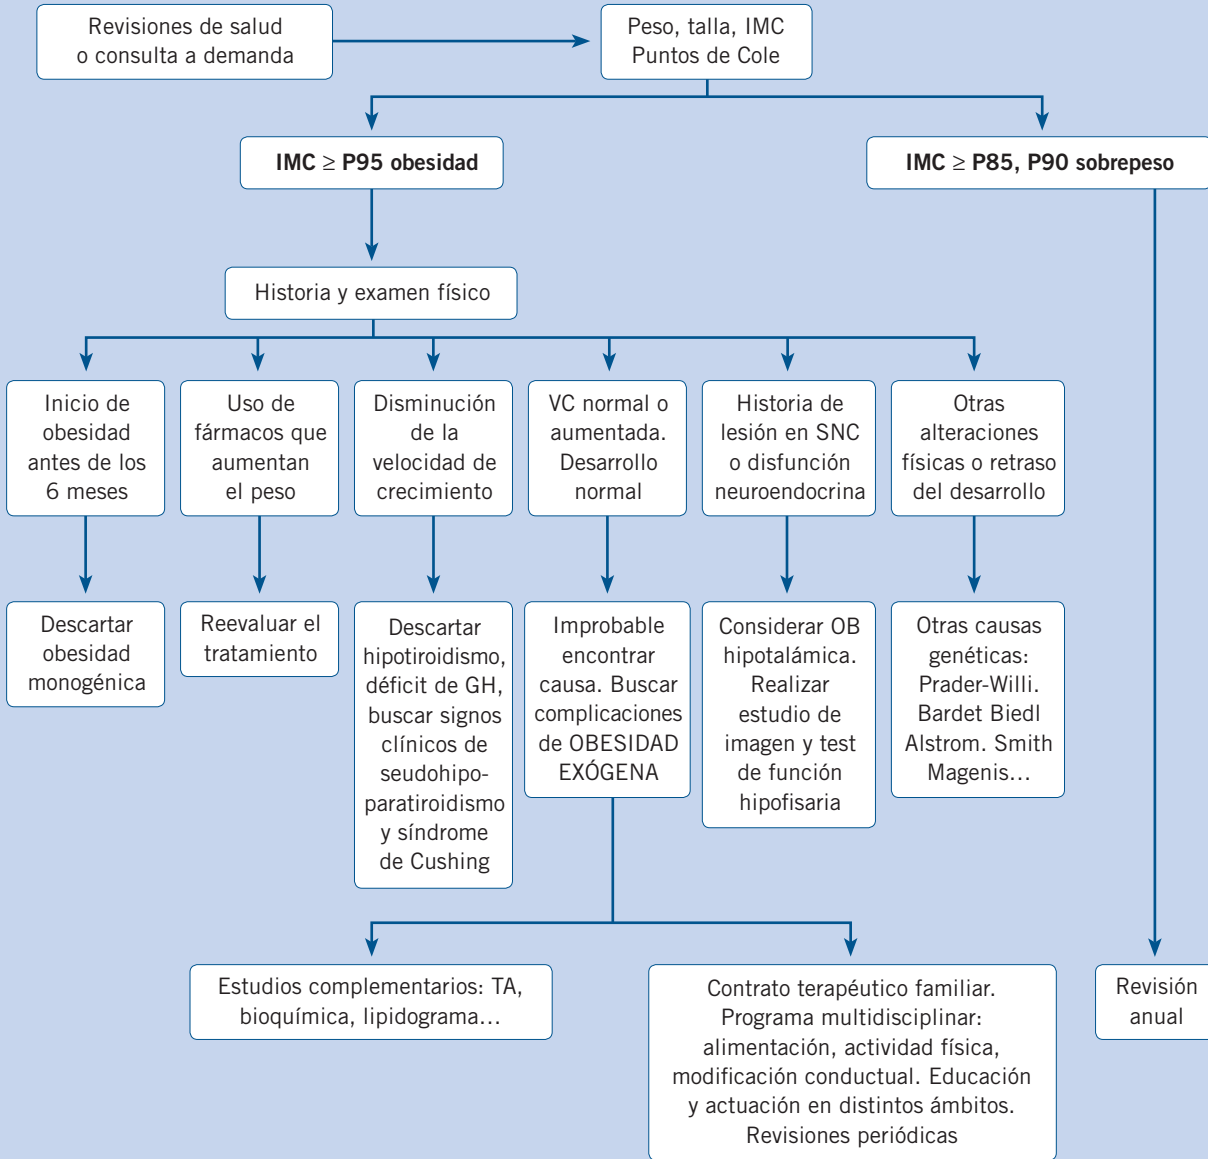 Revisiones de salud
o consulta a demanda
Peso, talla, IMC
Puntos de Cole
IMC ≥ P95 obesidad
IMC ≥ P85, P90 sobrepeso
Historia y examen físico
Inicio de
obesidad
antes de los
6 meses
Uso de
fármacos que
aumentan
el peso
Disminución
de la
velocidad de
crecimiento
VC normal o
aumentada.
Desarrollo
normal
Historia de
lesión en SNC
o disfunción
neuroendocrina
Otras
alteraciones
físicas o retraso
del desarrollo
Descartar
obesidad
monogénica
Reevaluar el
tratamiento
Descartar
hipotiroidismo,
déficit de GH,
buscar signos
clínicos de
seudohipo-
paratiroidismo
y síndrome
de Cushing
Improbable
encontrar
causa. Buscar
complicaciones
de OBESIDAD
EXÓGENA
Considerar OB
hipotalámica.
Realizar
estudio de
imagen y test
de función
hipofisaria
Otras causas
genéticas:
Prader-Willi.
Bardet Biedl
Alstrom. Smith
Magenis…
Estudios complementarios: TA,
bioquímica, lipidograma…
Contrato terapéutico familiar.
Programa multidisciplinar:
alimentación, actividad física,
modificación conductual. Educación
y actuación en distintos ámbitos.
Revisiones periódicas
Revisión
anual